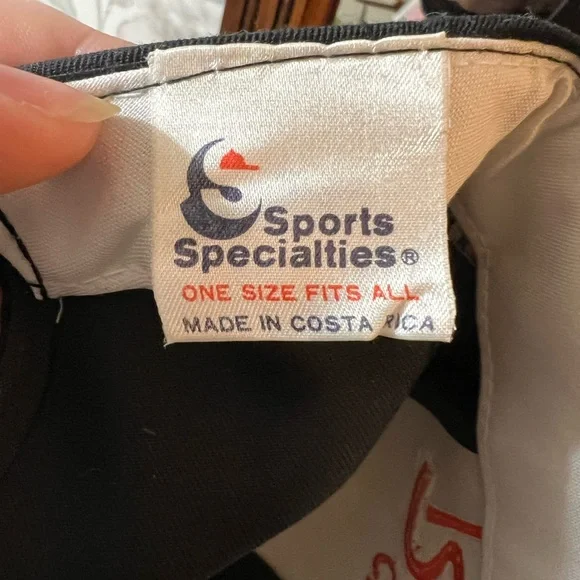 Sports
Specialties®
ONE SIZE FITS ALL
MADE IN COSTA RICA